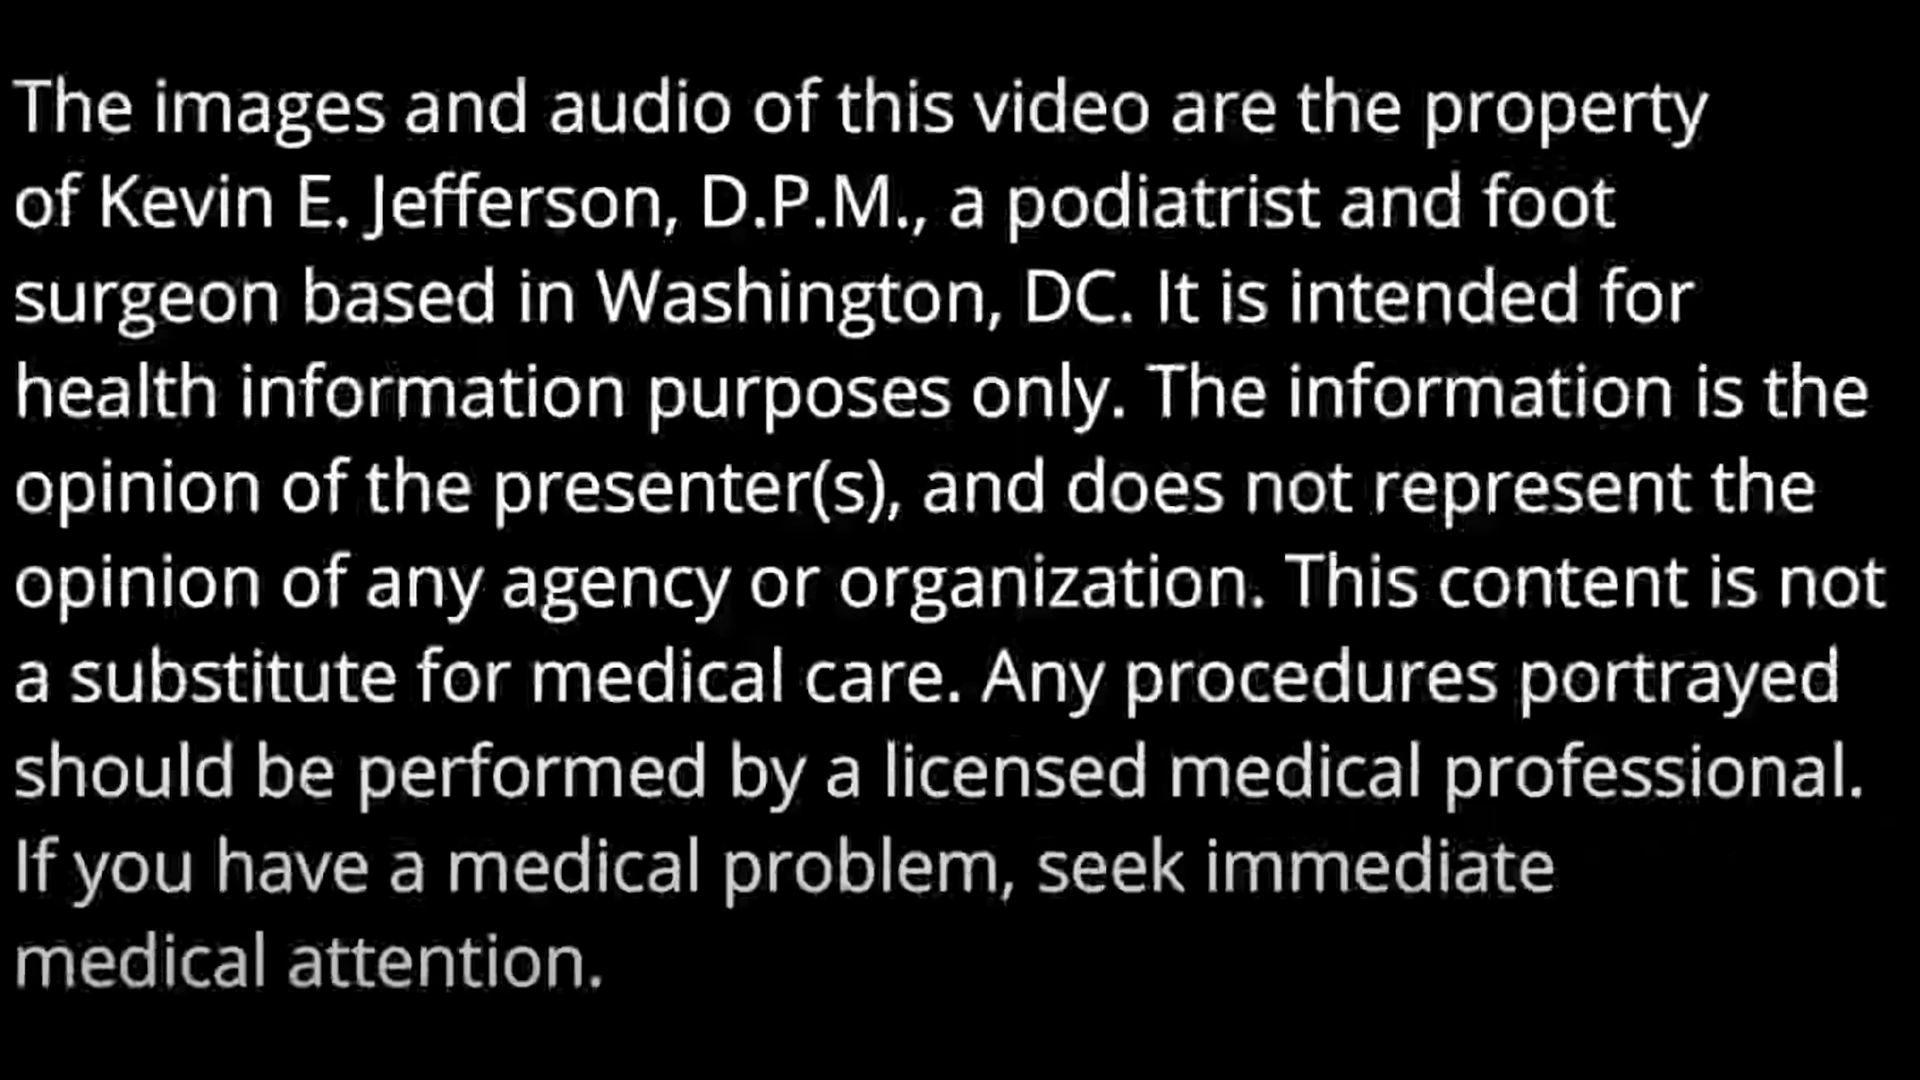 The images and audio of this video are the property
of Kevin E. Jefferson, D.P.M., a podiatrist and foot
surgeon based in Washington, DC. It is intended for
health information purposes only. The information is the
opinion of the presenter(s), and does not represent the
opinion of any agency or organization. This content is not
a substitute for medical care. Any procedures portrayed
should be performed by a licensed medical professional.
If you have a medical problem, seek immediate
medical attention.